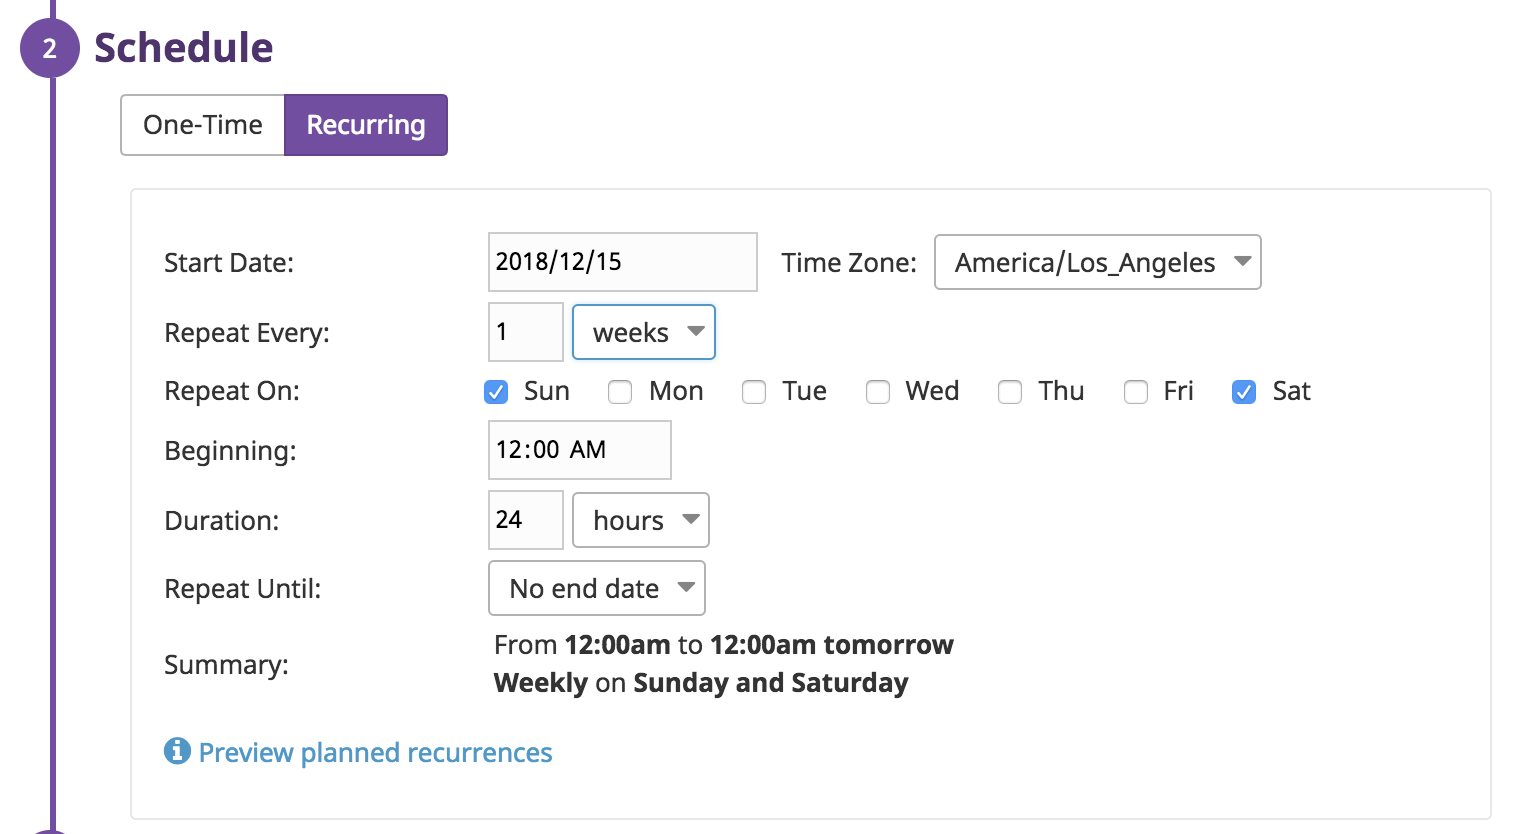 2 Schedule
One-Time Recurring
Start Date: 2018/12/15 Time Zone: America/Los_Angeles
Repeat Every: 1 weeks
Repeat On: Sun Mon Tue Wed Thu Fri Sat
Beginning: 12:00 AM
Duration: 24 hours
Repeat Until: No end date
Summary: From 12:00am to 12:00am tomorrow
Weekly on Sunday and Saturday
Preview planned recurrences